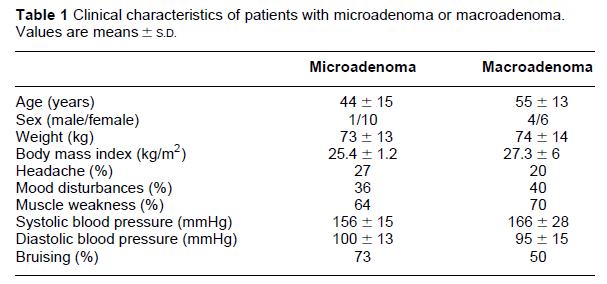 Table 1 Clinical characteristics of patients with microadenoma or macroadenoma.
Values are means ± S.D.
Microadenoma Macroadenoma
Age (years) 44 ± 15 55 ± 13
Sex (male/female) 1/10 4/6
Weight (kg) 73 ± 13 74 ± 14
Body mass index (kg/m²) 25.4 ± 1.2 27.3 ± 6
Headache (%) 27 20
Mood disturbances (%) 36 40
Muscle weakness (%) 64 70
Systolic blood pressure (mmHg) 156 ± 15 166 ± 28
Diastolic blood pressure (mmHg) 100 ± 13 95 ± 15
Bruising (%) 73 50